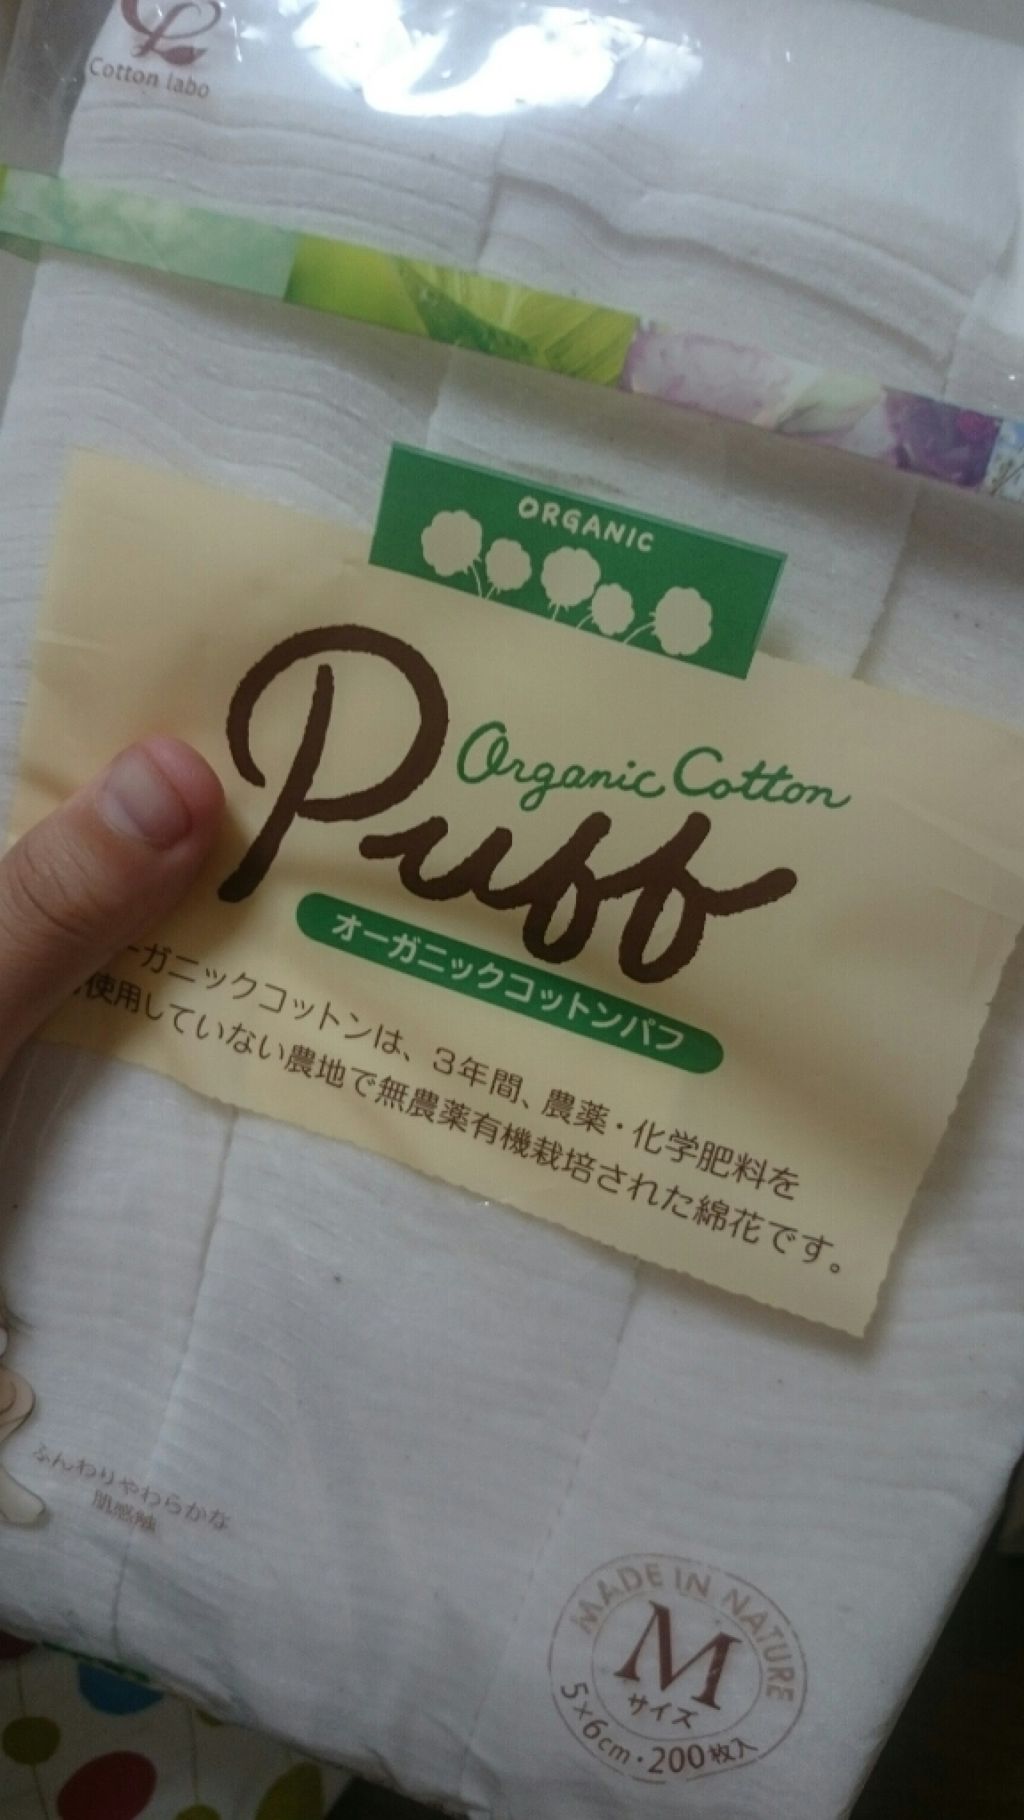 Cotton labo
ORGANIC
Organic Cotton
Puff
オーガニックコットンパフ
ーガニックコットンは、3年間、農薬・化学肥料を
使用していない農地で無農薬有機栽培された綿花です。
ふんわりやわらかな
肌感触
MADE IN NATURE
M
サイズ
5×6cm・200枚入